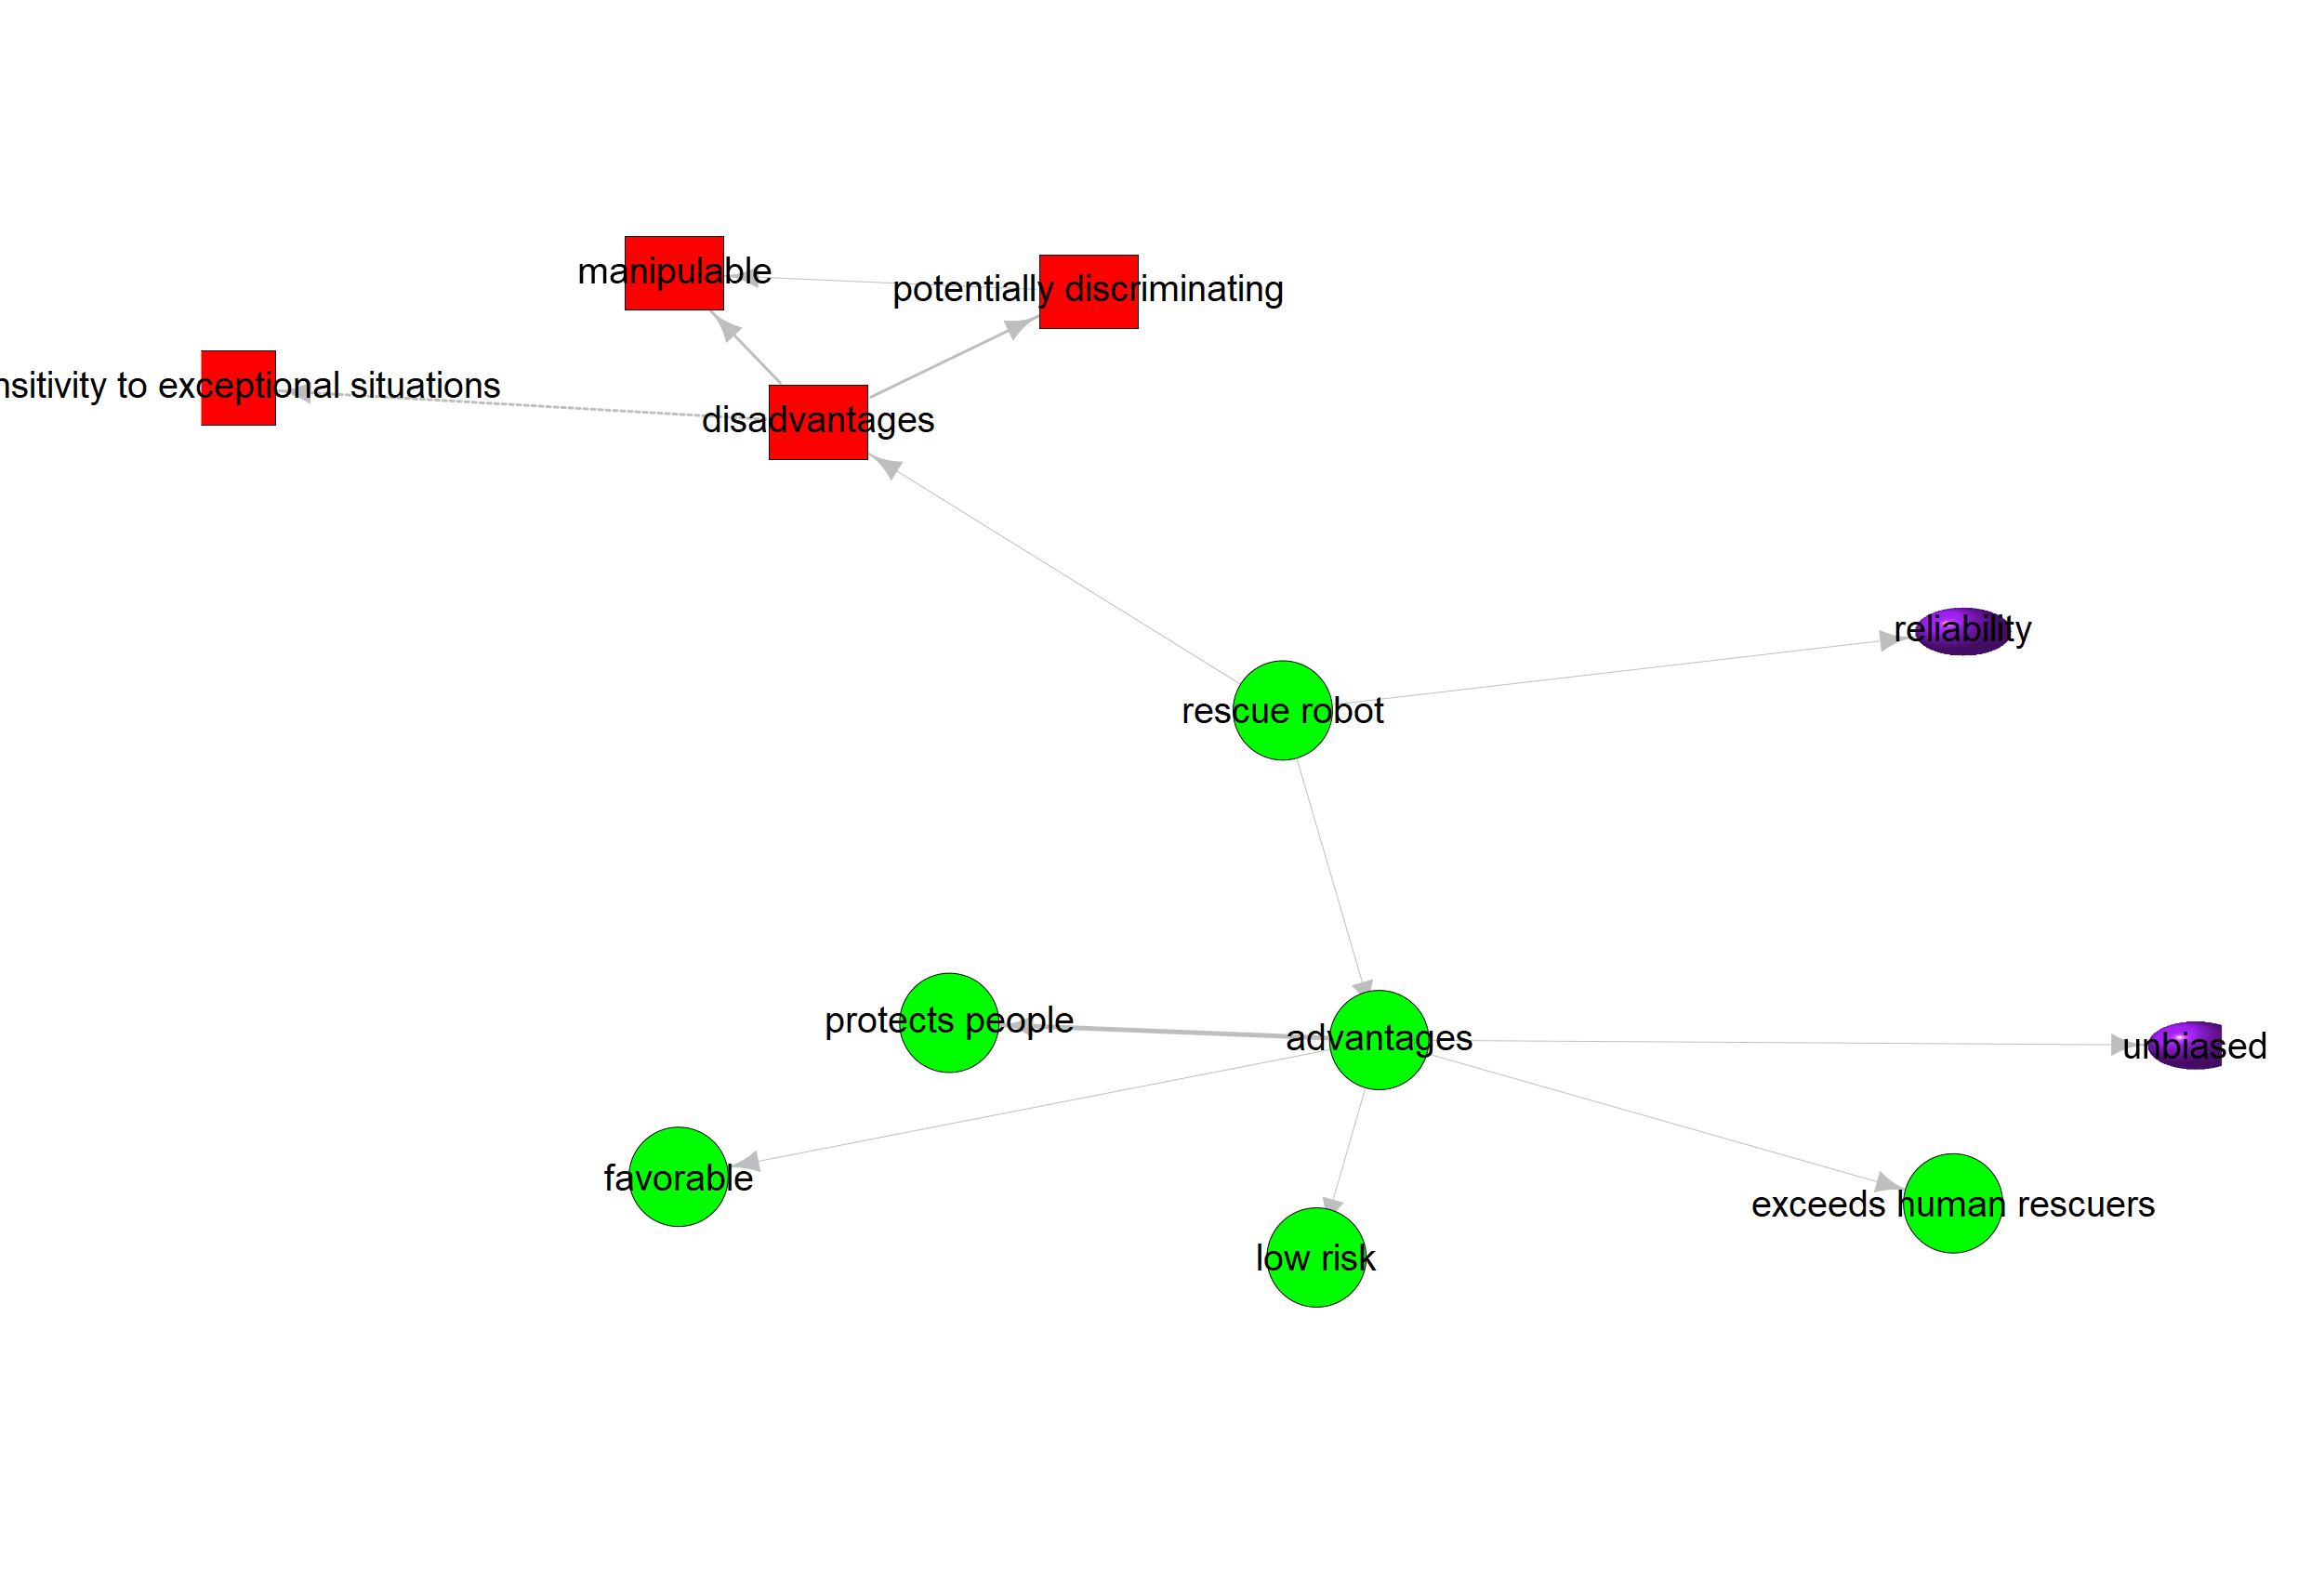 manipulable
potentially discriminating
nsitivity to exceptional situations
disadvantages
reliability
rescue robot
protects people
advantages
unbiased
favorable
exceeds human rescuers
low risk